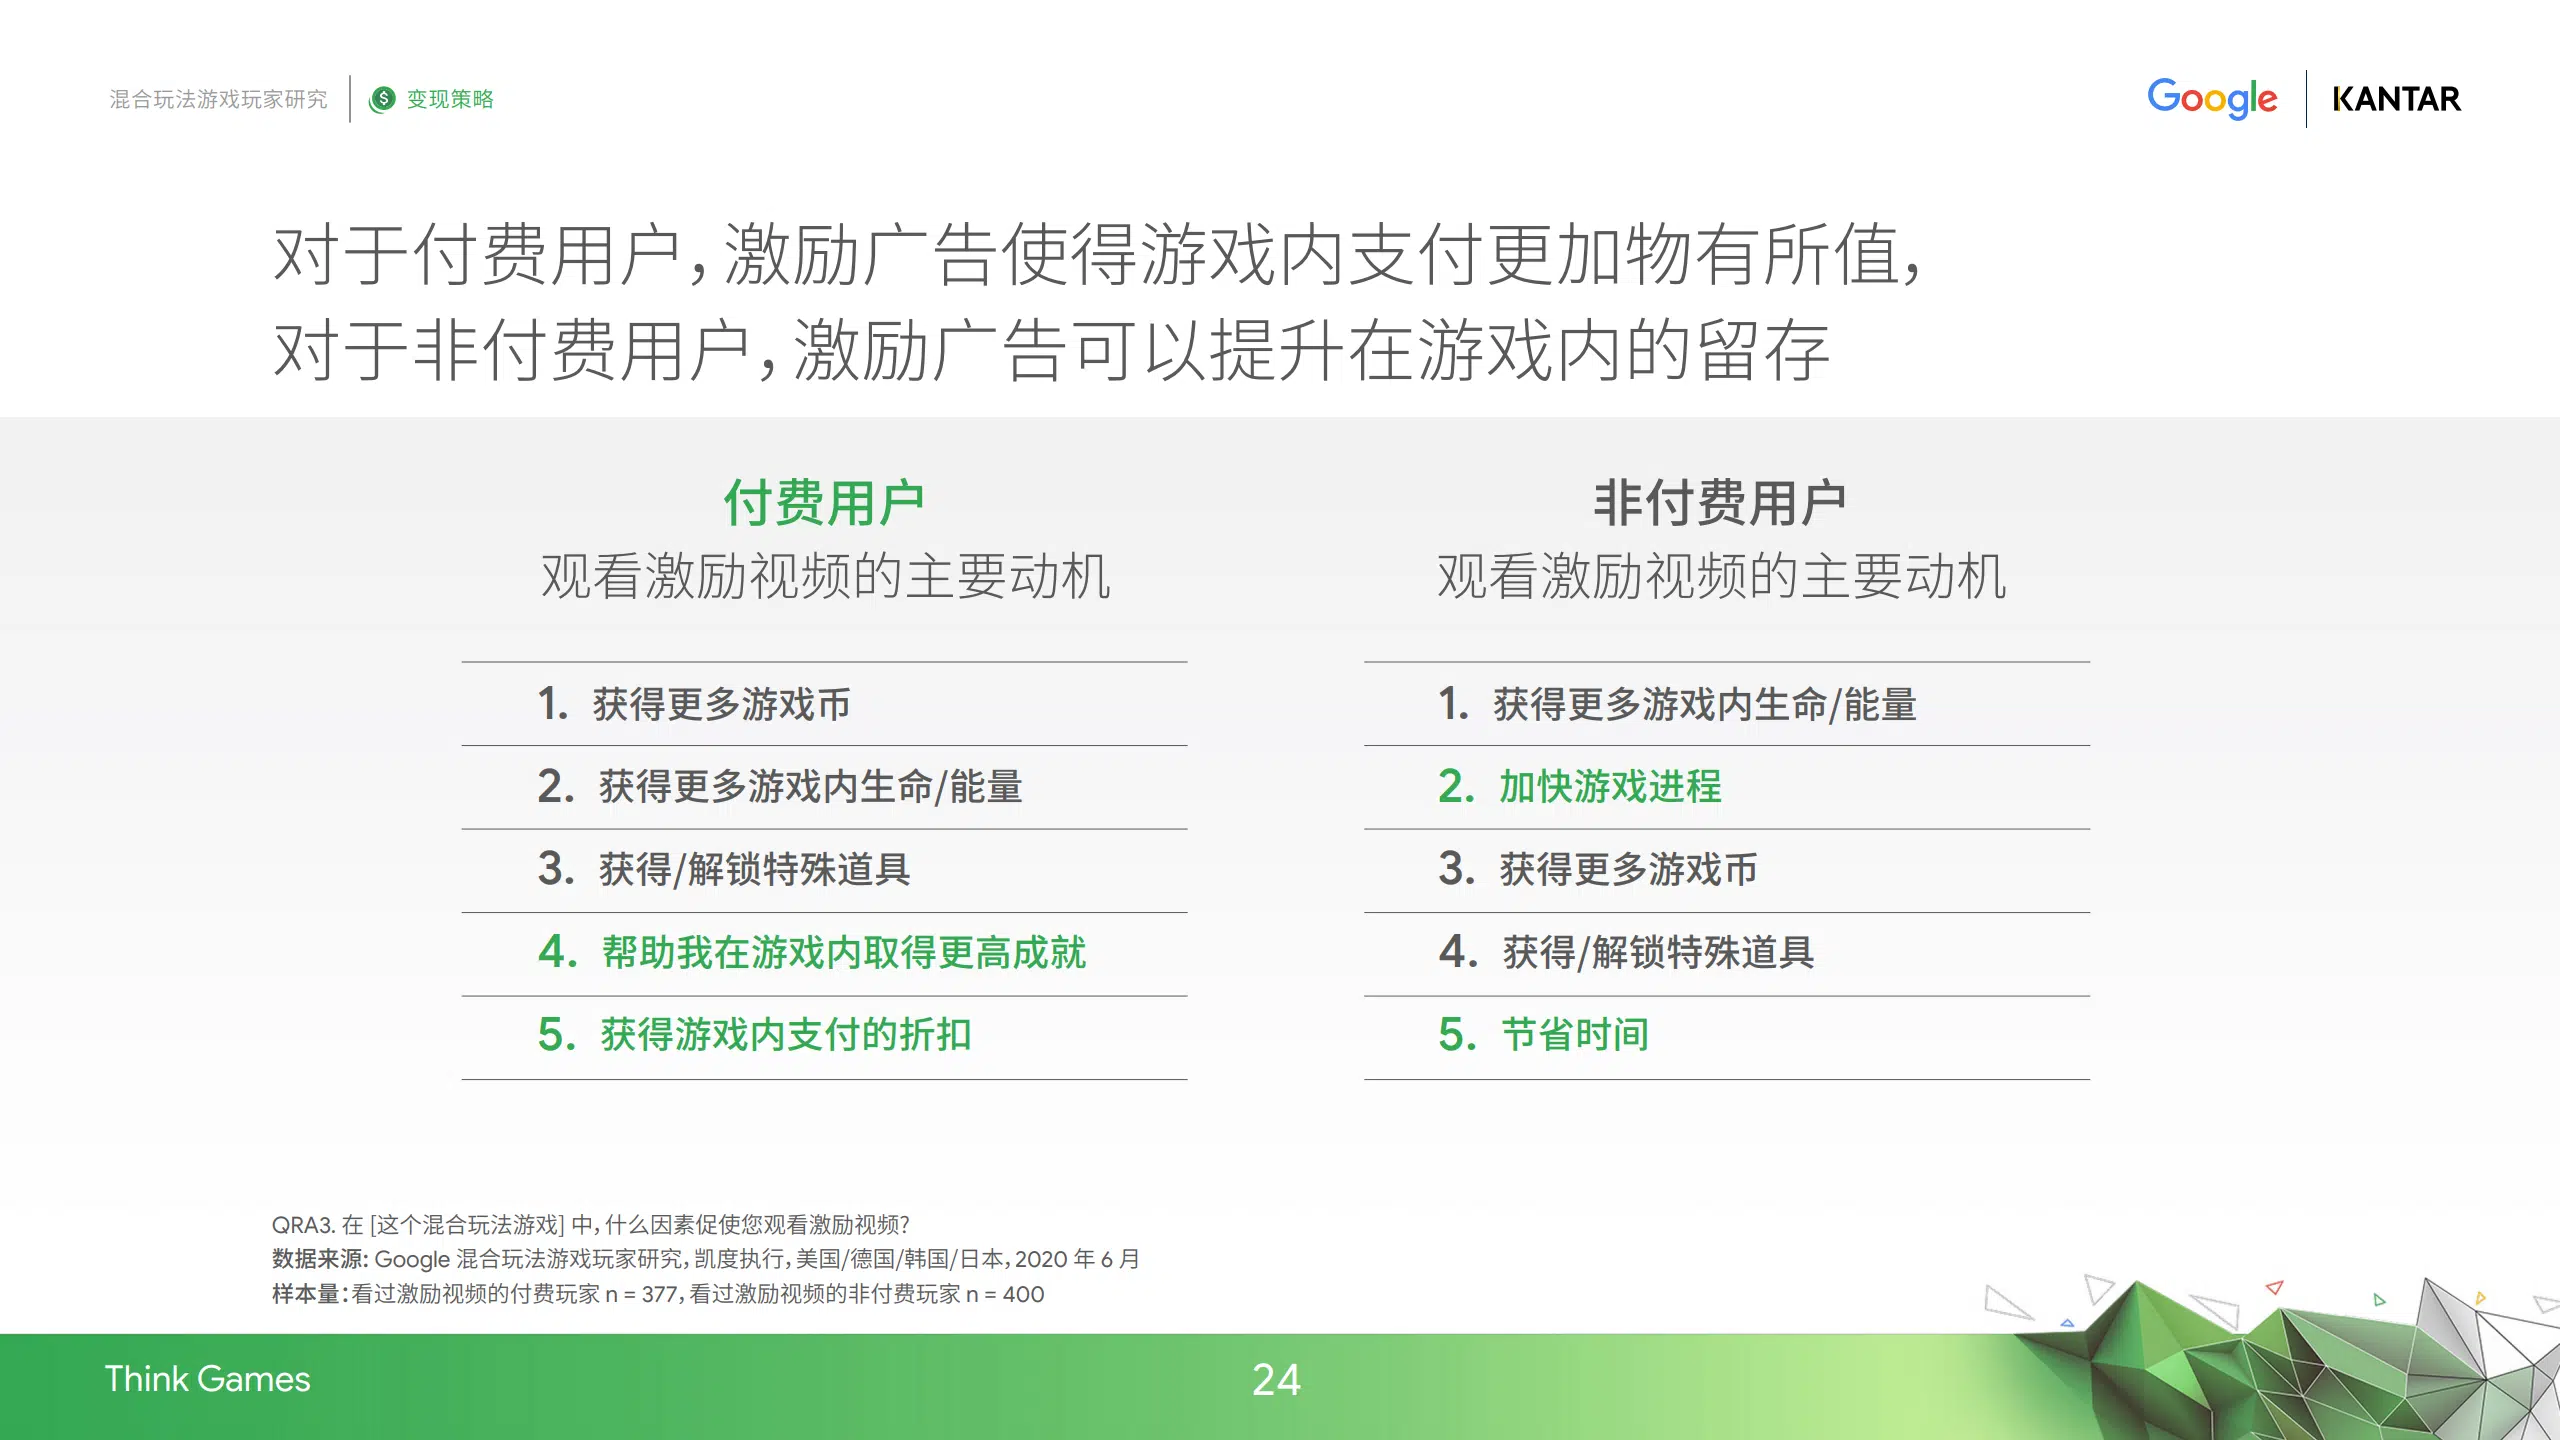 混合玩法游戏玩家研究
变现策略
Google
KANTAR
对于付费用户，激励广告使得游戏内支付更加物有所值，
对于非付费用户，激励广告可以提升在游戏内的留存
付费用户
观看激励视频的主要动机
1. 获得更多游戏币
2. 获得更多游戏内生命/能量
3. 获得/解锁特殊道具
4. 帮助我在游戏内取得更高成就
5. 获得游戏内支付的折扣
非付费用户
观看激励视频的主要动机
1. 获得更多游戏内生命/能量
2. 加快游戏进程
3. 获得更多游戏币
4. 获得/解锁特殊道具
5. 节省时间
QRA3. 在 [这个混合玩法游戏] 中，什么因素促使您观看激励视频？
数据来源：Google 混合玩法游戏玩家研究，凯度执行，美国/德国/韩国/日本，2020 年 6 月
样本量：看过激励视频的付费玩家 n = 377，看过激励视频的非付费玩家 n = 400
Think Games
24